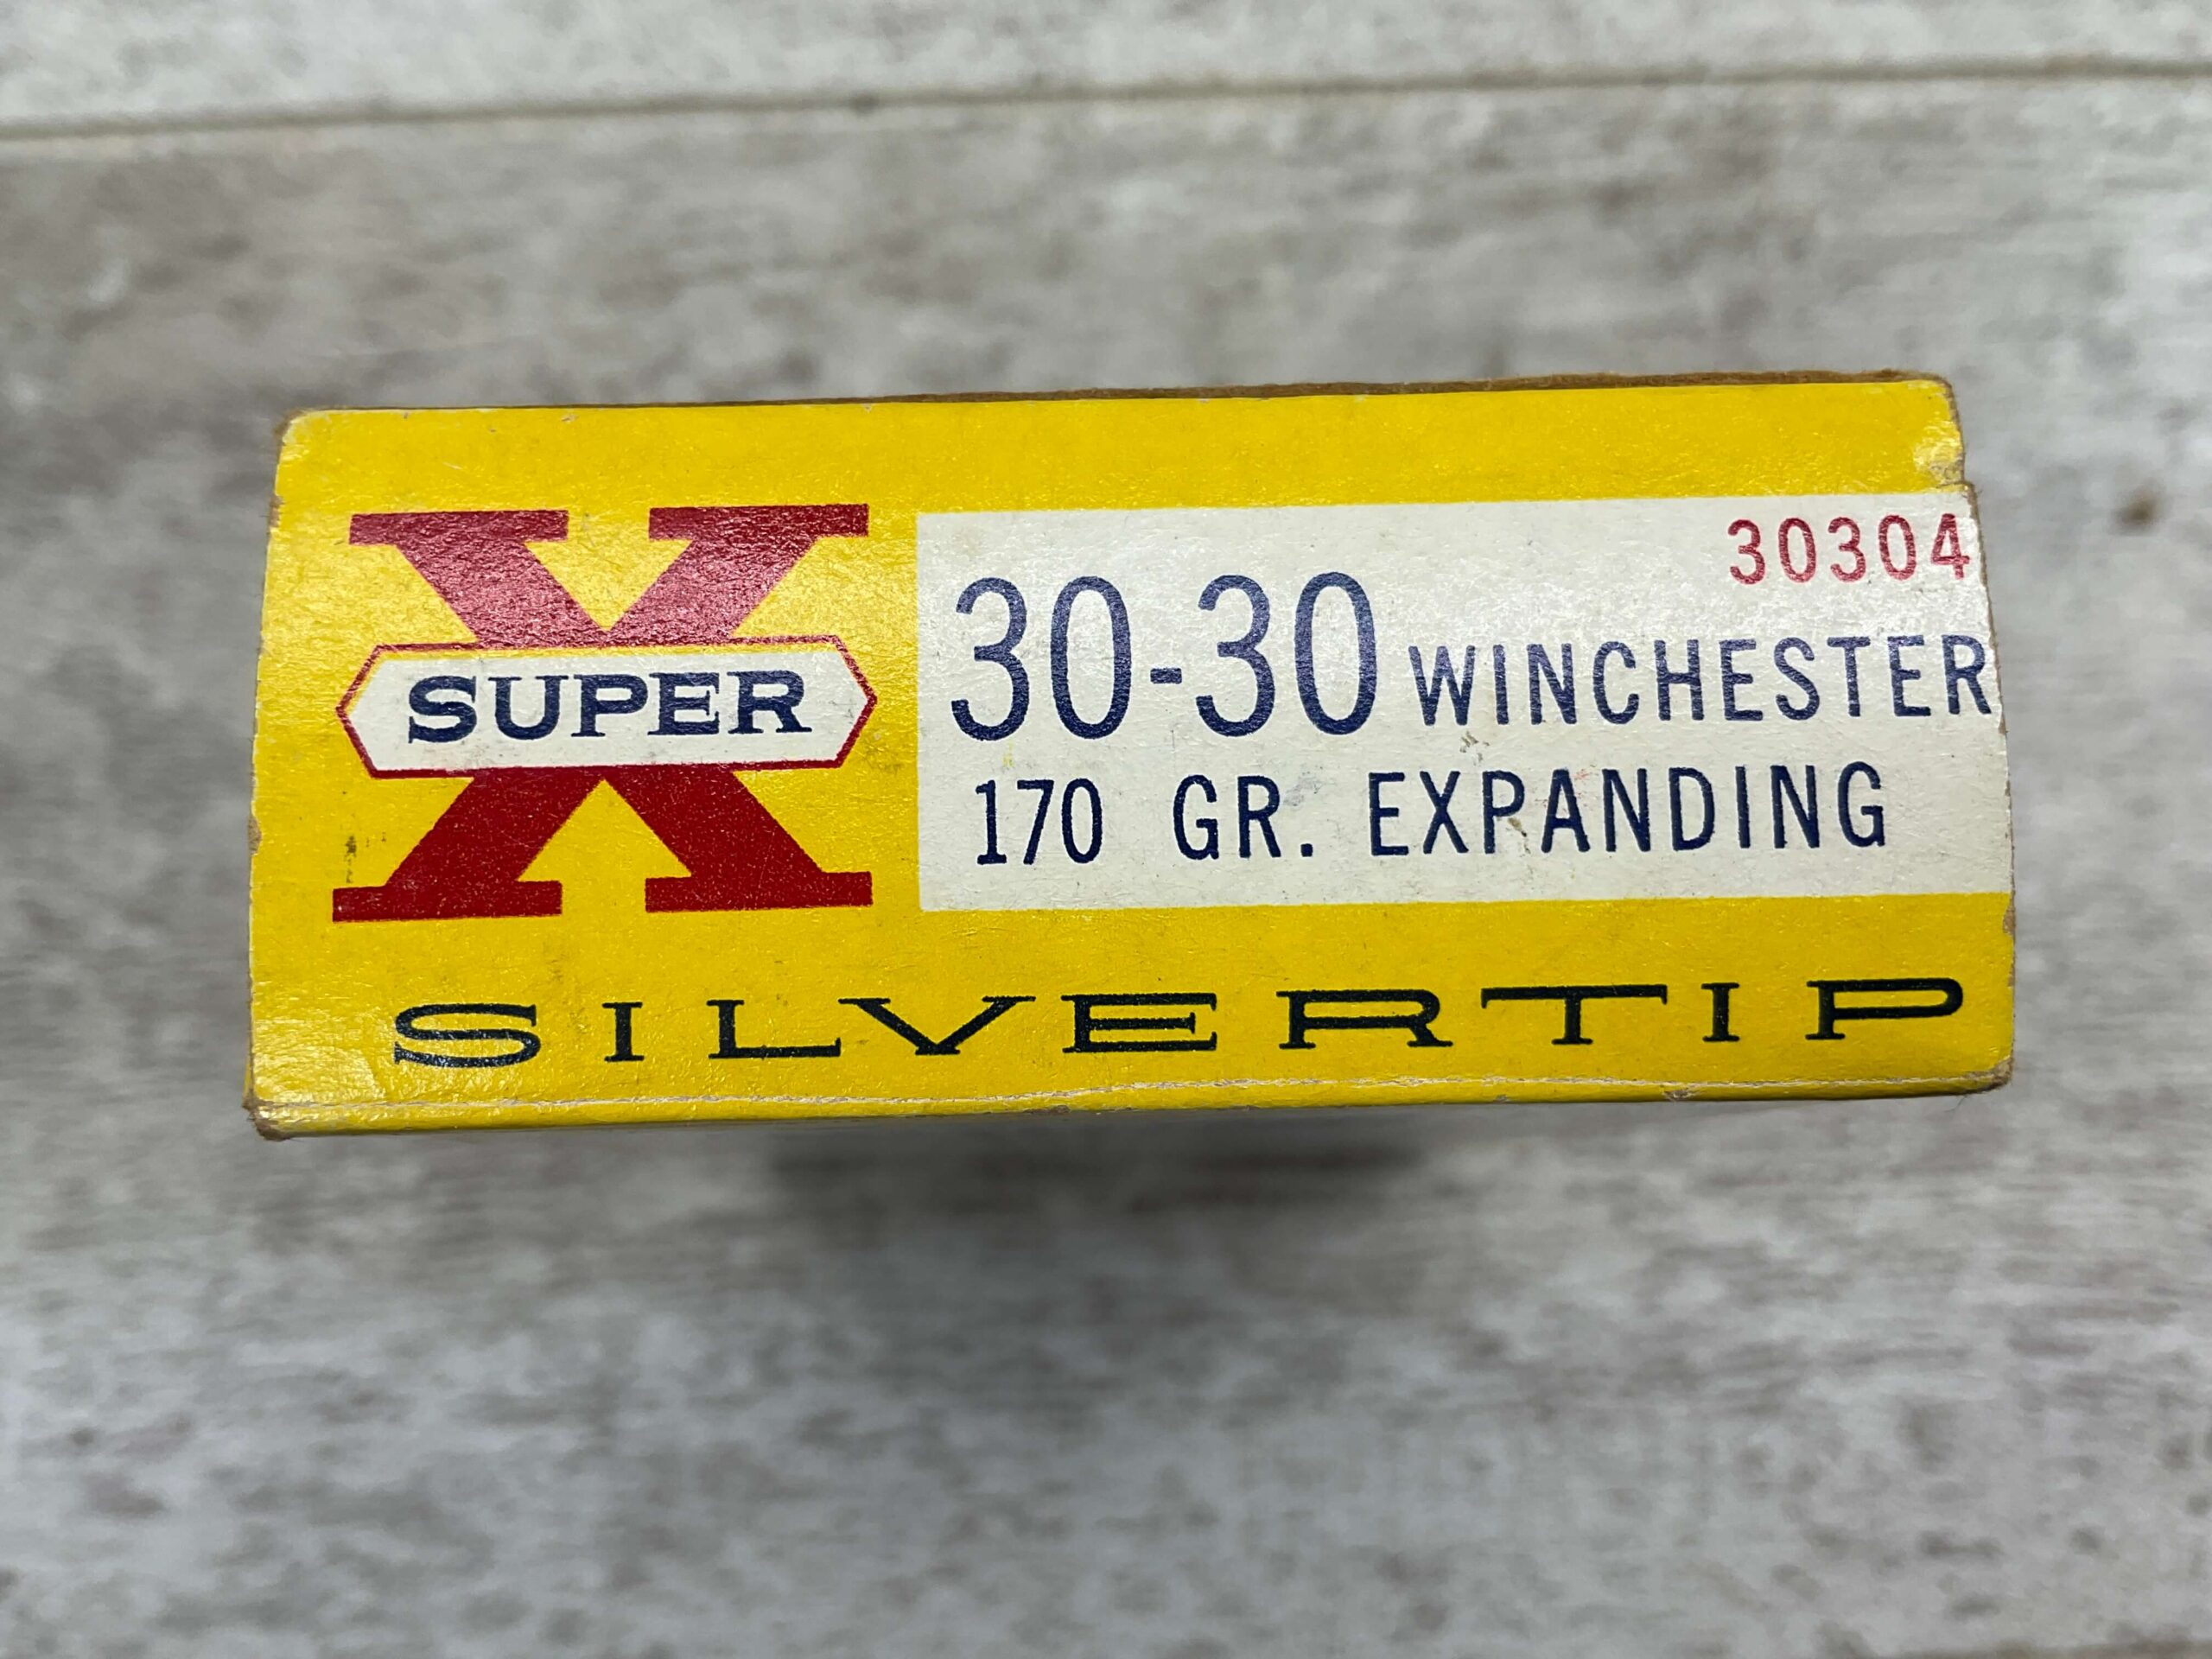 X
SUPER
30304
30-30 WINCHESTER
170 GR. EXPANDING
SILVERTIP